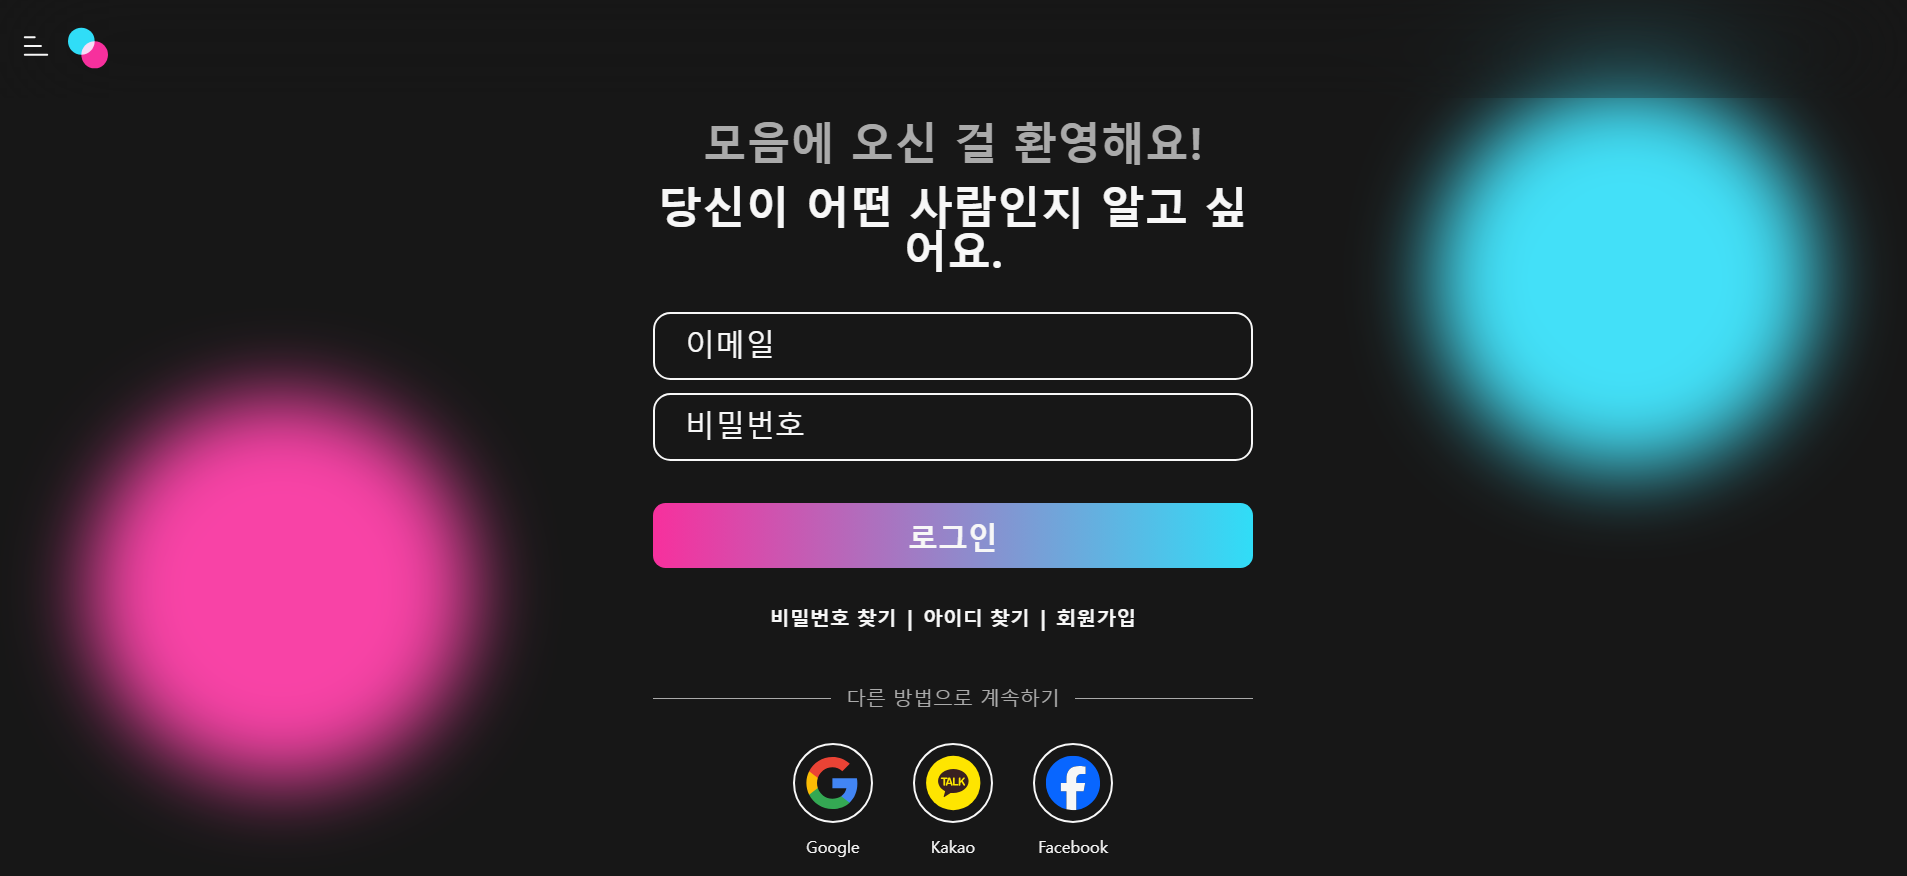 모음에 오신 걸 환영해요!
당신이 어떤 사람인지 알고 싶
어요.
이메일
비밀번호
로그인
비밀번호 찾기 | 아이디 찾기 | 회원가입
다른 방법으로 계속하기
TALK
Google Kakao Facebook